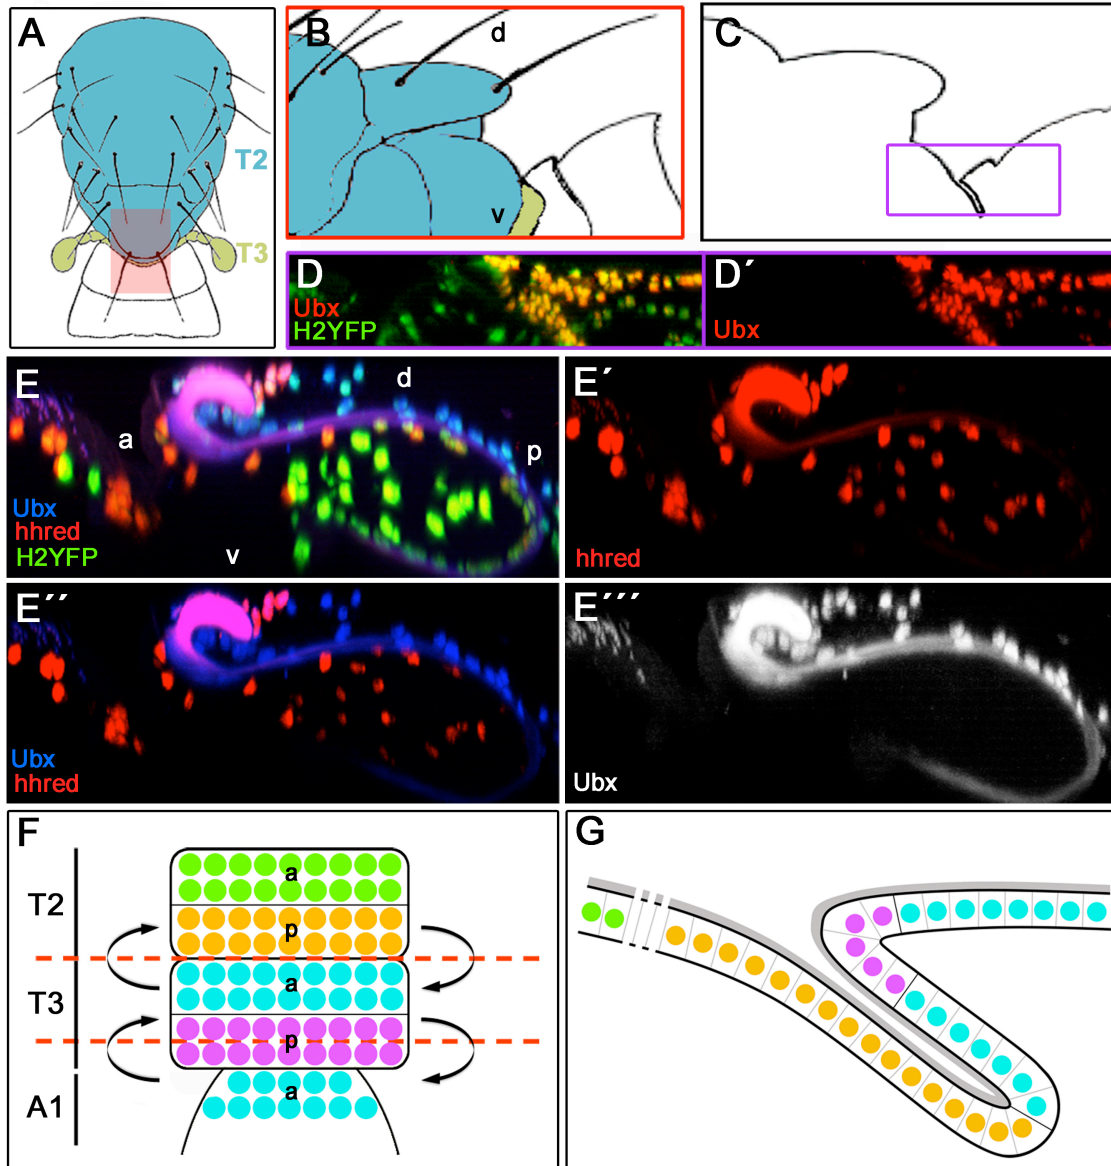 A
T2
T3
B
d
v
C
D
Ubx
H2YFP
D´
Ubx
E
a
d
p
v
Ubx
hhred
H2YFP
E´
hhred
E´´
Ubx
hhred
E´´´
Ubx
F
T2
a
p
T3
a
p
A1
a
G